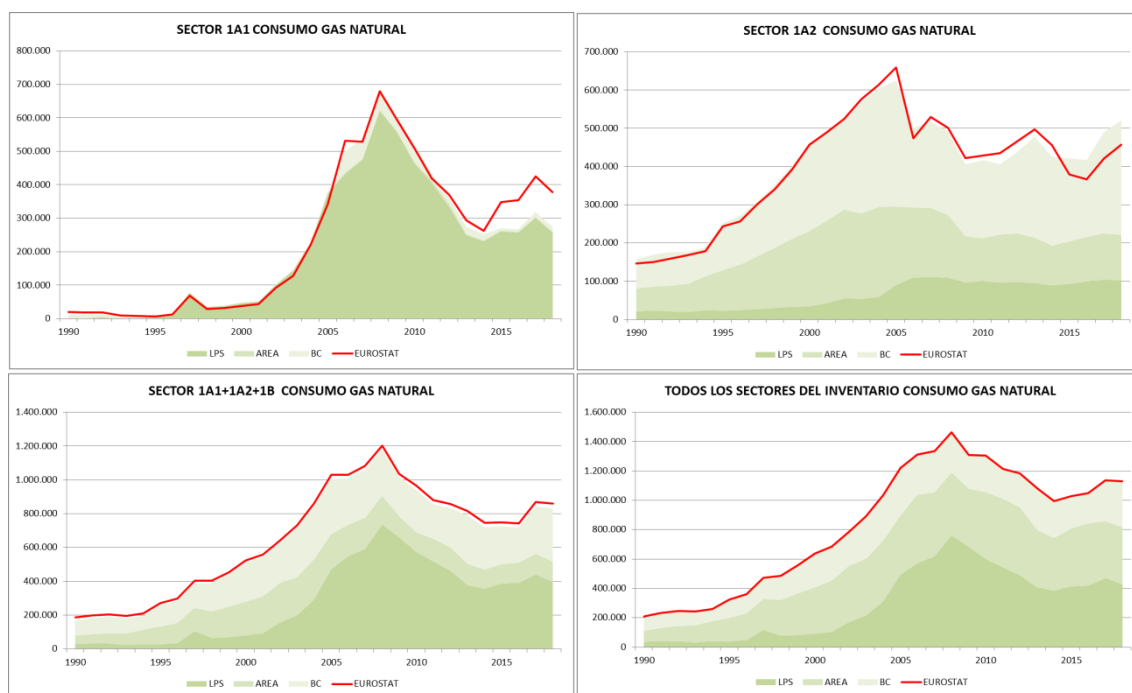 SECTOR 1A1 CONSUMO GAS NATURAL
800.000
700.000
600.000
500.000
400.000
300.000
200.000
100.000
0
1990 1995 2000 2005 2010 2015
LPS AREA BC EUROSTAT
SECTOR 1A2 CONSUMO GAS NATURAL
700.000
600.000
500.000
400.000
300.000
200.000
100.000
0
1990 1995 2000 2005 2010 2015
LPS AREA BC EUROSTAT
SECTOR 1A1+1A2+1B CONSUMO GAS NATURAL
1.400.000
1.200.000
1.000.000
800.000
600.000
400.000
200.000
0
1990 1995 2000 2005 2010 2015
LPS AREA BC EUROSTAT
TODOS LOS SECTORES DEL INVENTARIO CONSUMO GAS NATURAL
1.600.000
1.400.000
1.200.000
1.000.000
800.000
600.000
400.000
200.000
0
1990 1995 2000 2005 2010 2015
LPS AREA BC EUROSTAT